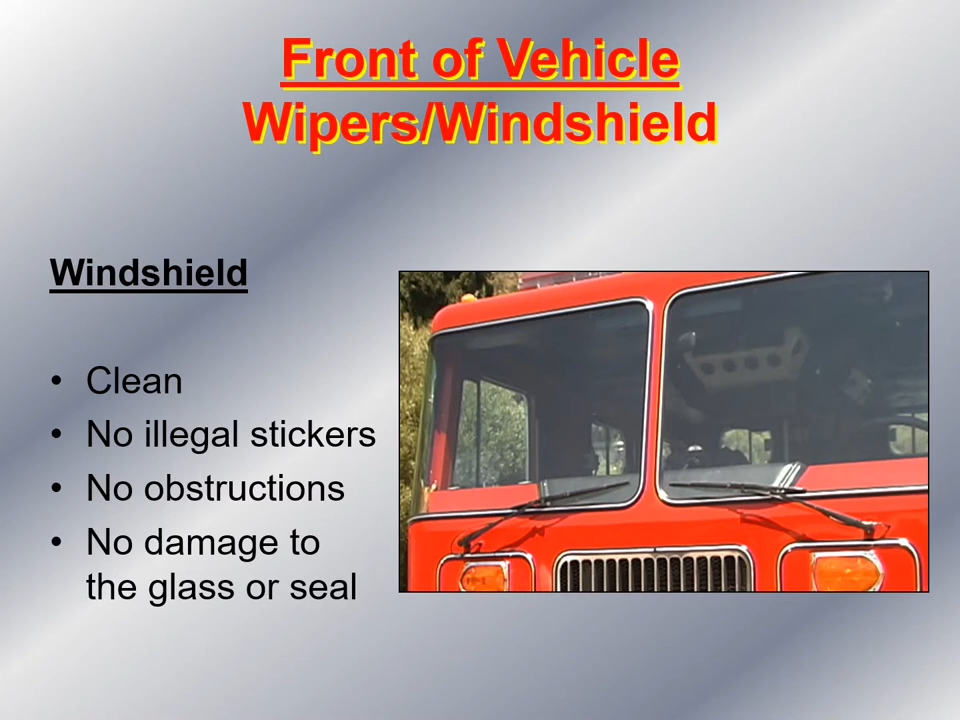 Front of Vehicle
Wipers/Windshield
Windshield
• Clean
• No illegal stickers
• No obstructions
• No damage to
the glass or seal